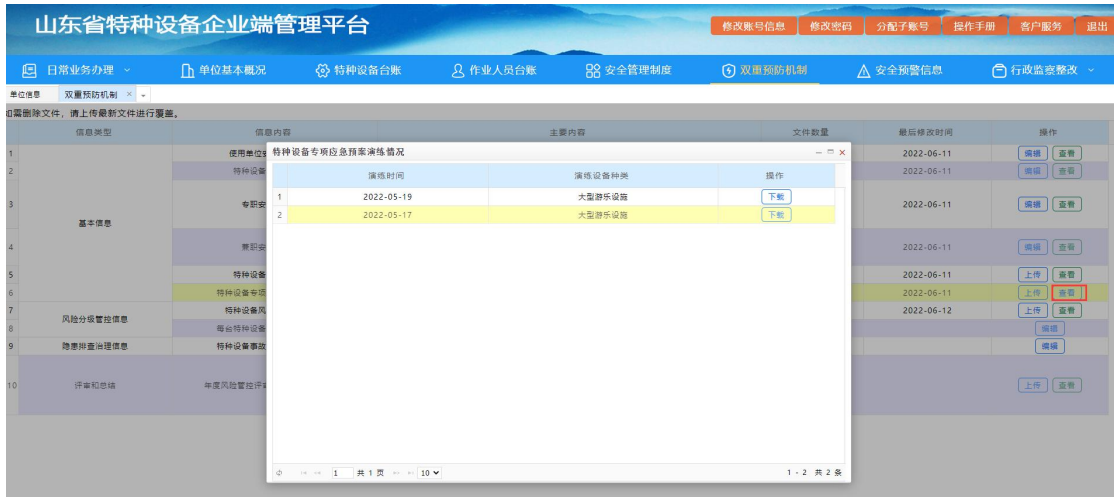 山东省特种设备企业端管理平台
修改账号信息 修改密码 分配子账号 操作手册 客户服务 退出
日常业务办理 单位基本概况 特种设备台账 作业人员台账 安全管理制度 双重预防机制 安全预警信息 行政监察整改
单位信息 双重预防机制 ×
如需删除文件，请上传最新文件进行覆盖。
信息类型 信息内容 主要内容 文件数量 最后修改时间 操作
1 使用单位安 2022-06-11 编辑 查看
2 特种设备 2022-06-11 编辑 查看
3 专职安 2022-06-11 编辑 查看
基本信息
4 兼职安 2022-06-11 编辑 查看
5 特种设备 2022-06-11 上传 查看
6 特种设备专项 2022-06-11 上传 查看
7 特种设备风 2022-06-12 上传 查看
风险分级管控信息
8 每台特种设备 编辑
9 隐患排查治理信息 特种设备事故 编辑
10 评审和总结 年度风险管控评审 上传 查看
特种设备专项应急预案演练情况
演练时间 演练设备种类 操作
1 2022-05-19 大型游乐设施 下载
2 2022-05-17 大型游乐设施 下载
1 共 1 页 10 1 - 2 共 2 条